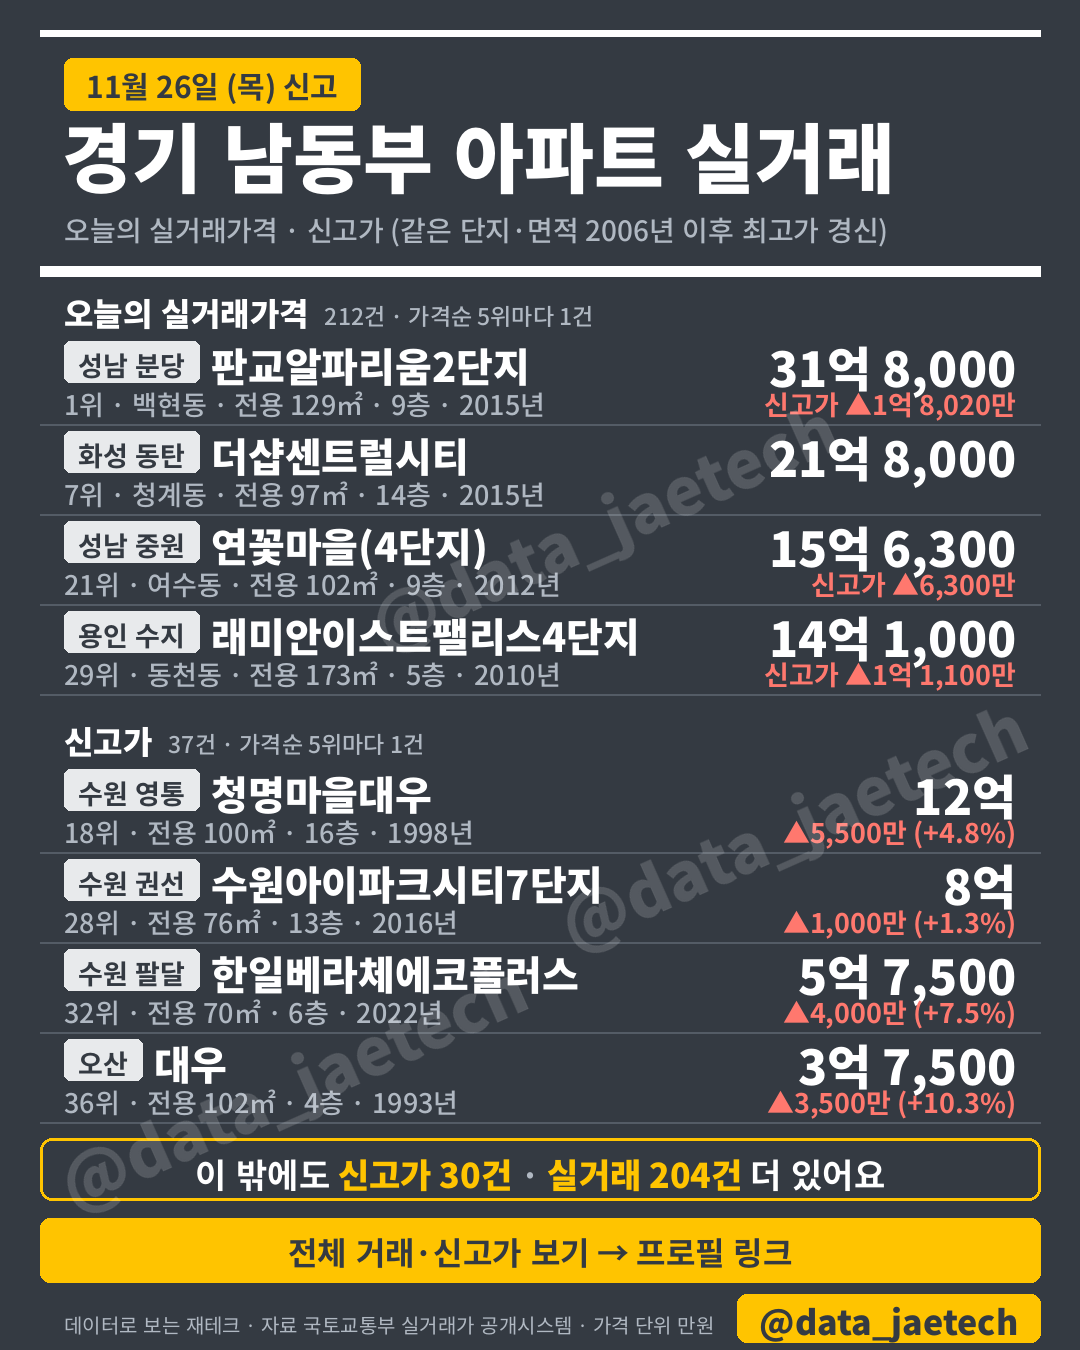 11월 26일 (목) 신고
경기 남동부 아파트 실거래
오늘의 실거래가격 · 신고가 (같은 단지·면적 2006년 이후 최고가 경신)
오늘의 실거래가격 212건 · 가격순 5위마다 1건
성남 분당 판교알파리움2단지 31억 8,000
1위 · 백현동 · 전용 129㎡ · 9층 · 2015년 신고가 ▲1억 8,020만
화성 동탄 더샵센트럴시티 21억 8,000
7위 · 청계동 · 전용 97㎡ · 14층 · 2015년
성남 중원 연꽃마을(4단지) 15억 6,300
21위 · 여수동 · 전용 102㎡ · 9층 · 2012년 신고가 ▲6,300만
용인 수지 래미안이스트팰리스4단지 14억 1,000
29위 · 동천동 · 전용 173㎡ · 5층 · 2010년 신고가 ▲1억 1,100만
신고가 37건 · 가격순 5위마다 1건
수원 영통 청명마을대우 12억
18위 · 전용 100㎡ · 16층 · 1998년 ▲5,500만 (+4.8%)
수원 권선 수원아이파크시티7단지 8억
28위 · 전용 76㎡ · 13층 · 2016년 ▲1,000만 (+1.3%)
수원 팔달 한일베라체에코플러스 5억 7,500
32위 · 전용 70㎡ · 6층 · 2022년 ▲4,000만 (+7.5%)
오산 대우 3억 7,500
36위 · 전용 102㎡ · 4층 · 1993년 ▲3,500만 (+10.3%)
이 밖에도 신고가 30건 · 실거래 204건 더 있어요
전체 거래·신고가 보기 → 프로필 링크
데이터로 보는 재테크 · 자료 국토교통부 실거래가 공개시스템 · 가격 단위 만원 @data_jaetech
@data_jaetech
@data_jaetech
@data_jaetech